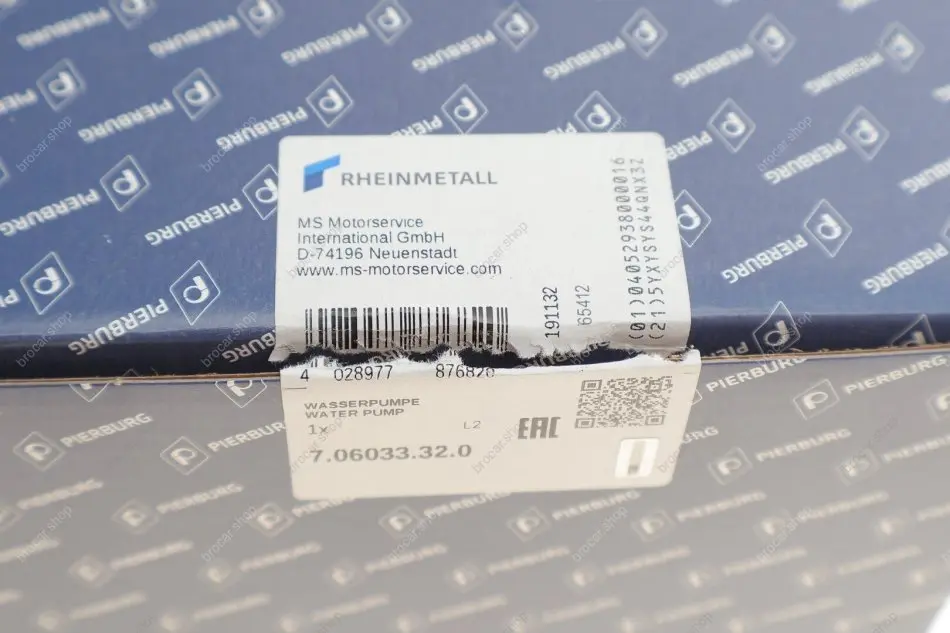 RHEINMETALL
MS Motorservice
International GmbH
D-74196 Neuenstadt
www.ms-motorservice.com
191132
65412
(01)04052938000016
(21)5YXYSYS44QNX3Z
4 028977 876820
WASSERPUMPE
WATER PUMP
1x
L2
EAC
7.06033.32.0
PIERBURG
brocar.shop